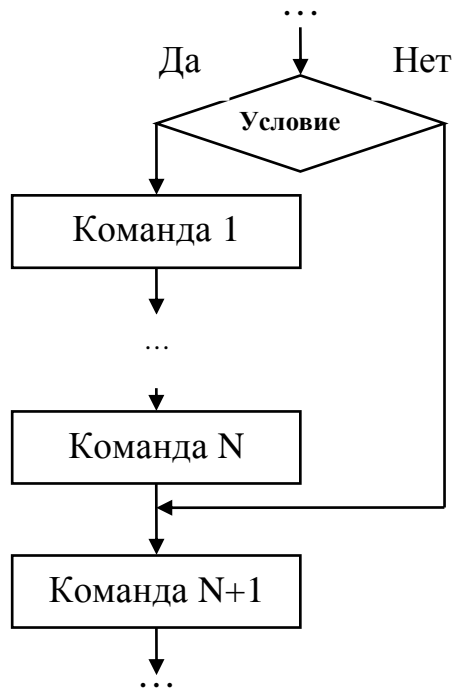 …
Да Нет
Условие
Команда 1
…
Команда N
Команда N+1
…